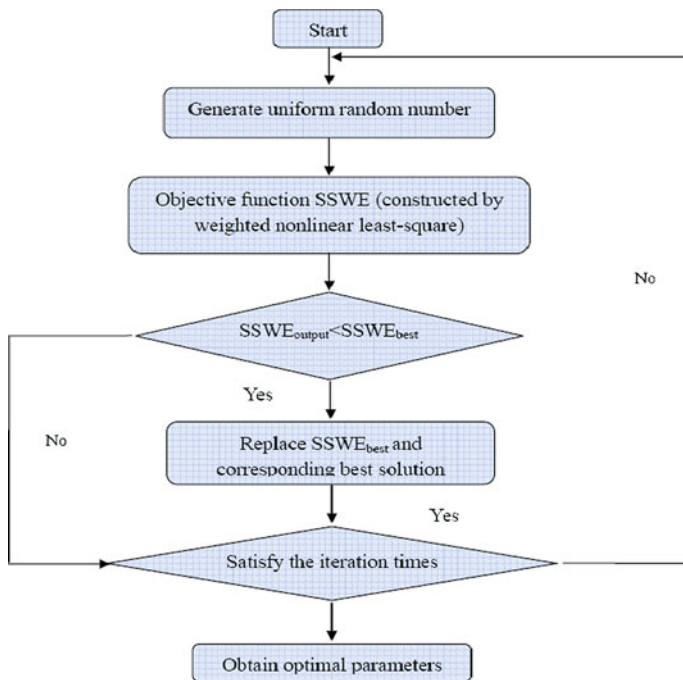 Start
Generate uniform random number
Objective function SSWE (constructed by
weighted nonlinear least-square)
No
SSWEoutput<SSWEbest
Yes
No
Replace SSWEbest and
corresponding best solution
Yes
Satisfy the iteration times
Obtain optimal parameters